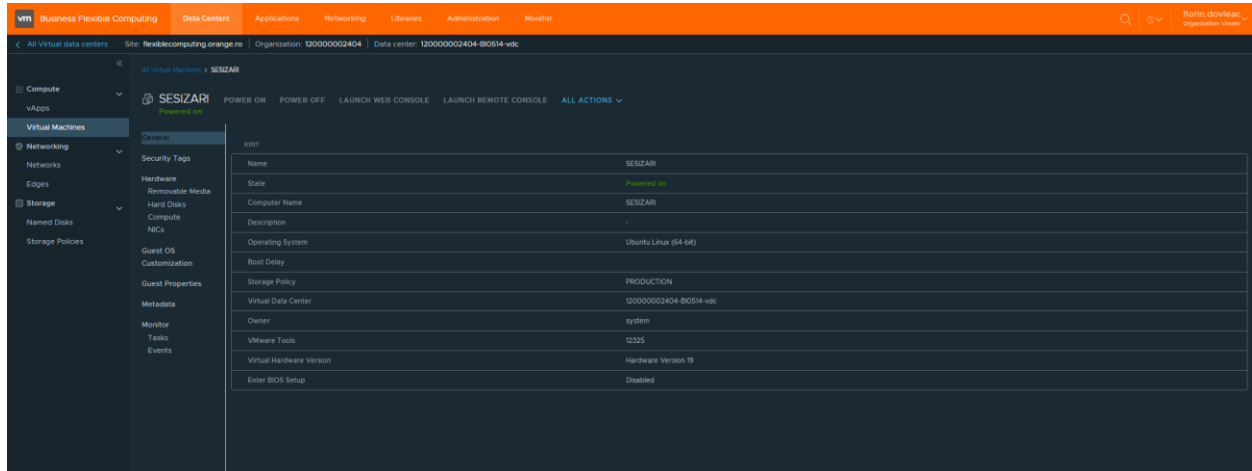 vm Business Flexible Computing Data Centers Applications Networking Libraries Administration Monitor florin.dovleac
Organization Viewer
All Virtual data centers Site: flexiblecomputing.orange.ro Organization: 120000002404 Data center: 120000002404-BI0514-vdc
All Virtual Machines > SESIZARI
Compute
vApps
Virtual Machines
Networking
Networks
Edges
Storage
Named Disks
Storage Policies
SESIZARI POWER ON POWER OFF LAUNCH WEB CONSOLE LAUNCH REMOTE CONSOLE ALL ACTIONS
Powered on
General
Security Tags
Hardware
Removable Media
Hard Disks
Compute
NICs
Guest OS
Customization
Guest Properties
Metadata
Monitor
Tasks
Events
EDIT
Name SESIZARI
State Powered on
Computer Name SESIZARI
Description -
Operating System Ubuntu Linux (64-bit)
Boot Delay
Storage Policy PRODUCTION
Virtual Data Center 120000002404-BI0514-vdc
Owner system
VMware Tools 12325
Virtual Hardware Version Hardware Version 19
Enter BIOS Setup Disabled